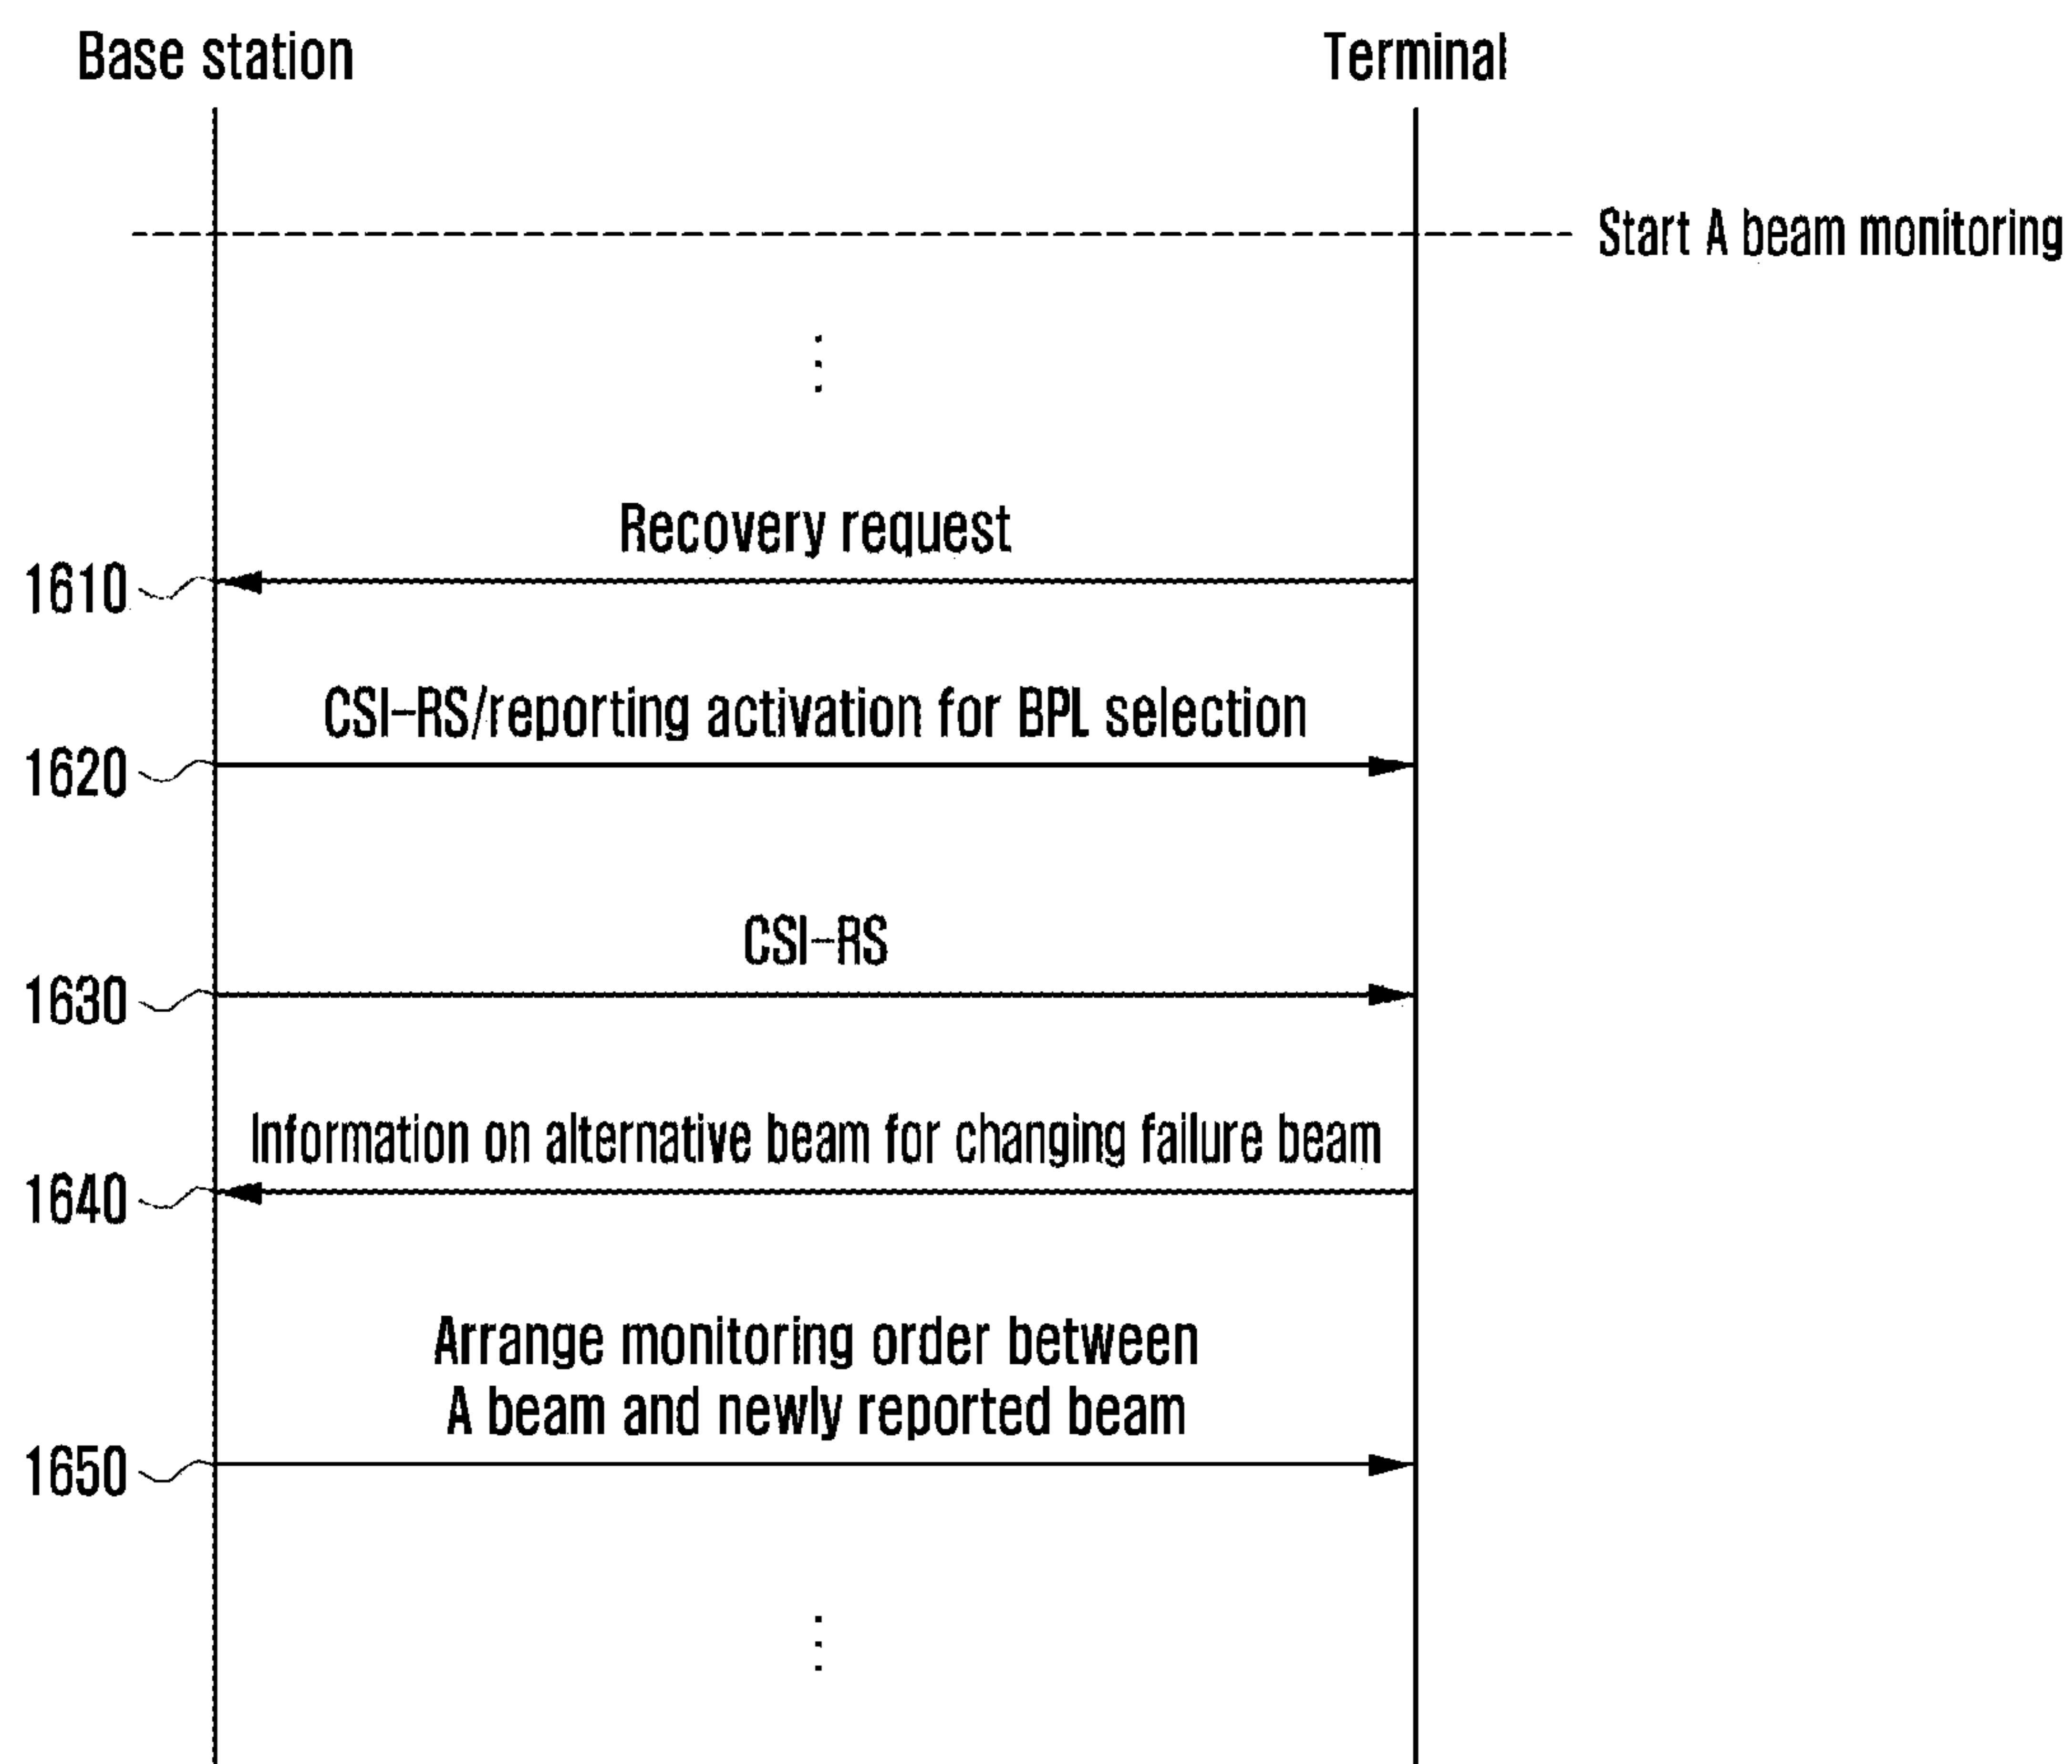 Base station
Terminal
Start A beam monitoring
Recovery request
1610
CSI-RS/reporting activation for BPL selection
1620
CSI-RS
1630
Information on alternative beam for changing failure beam
1640
Arrange monitoring order between
A beam and newly reported beam
1650